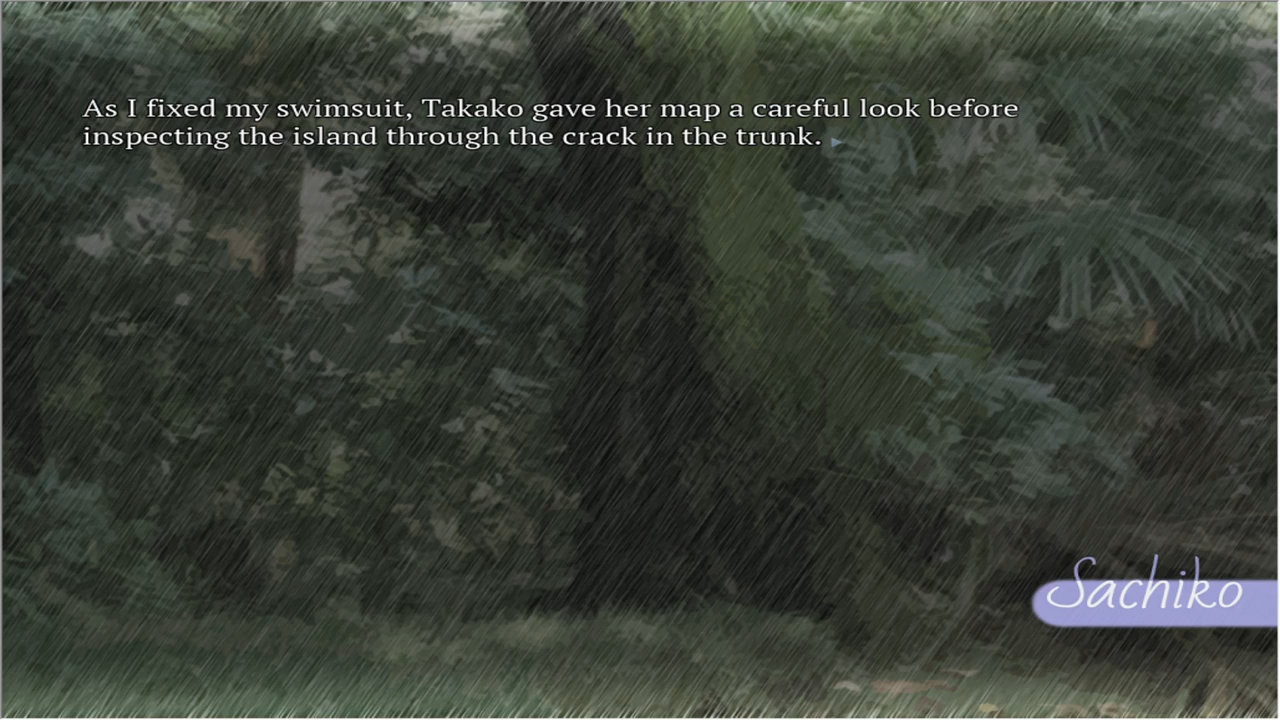 As I fixed my swimsuit, Takako gave her map a careful look before
inspecting the island through the crack in the trunk.
Sachiko